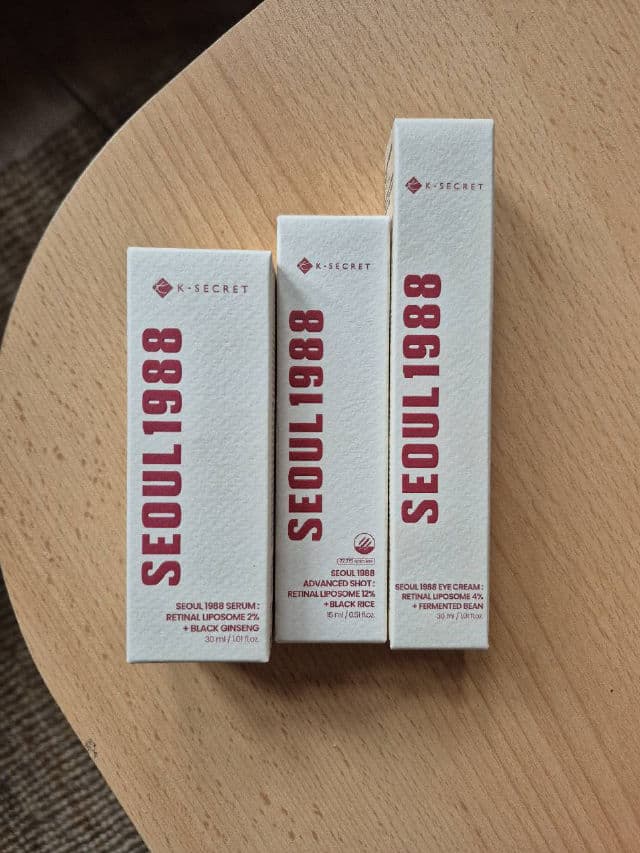 K-SECRET
SEOUL1988
SEOUL 1988 SERUM :
RETINAL LIPOSOME 2%
+ BLACK GINSENG
30 ml / 1.01 fl.oz.
K-SECRET
SEOUL1988
SEOUL 1988
ADVANCED SHOT :
RETINAL LIPOSOME 12%
+ BLACK RICE
15 ml / 0.51 fl.oz.
K-SECRET
SEOUL1988
SEOUL 1988 EYE CREAM :
RETINAL LIPOSOME 4%
+ FERMENTED BEAN
30 ml / 1.01 fl.oz.